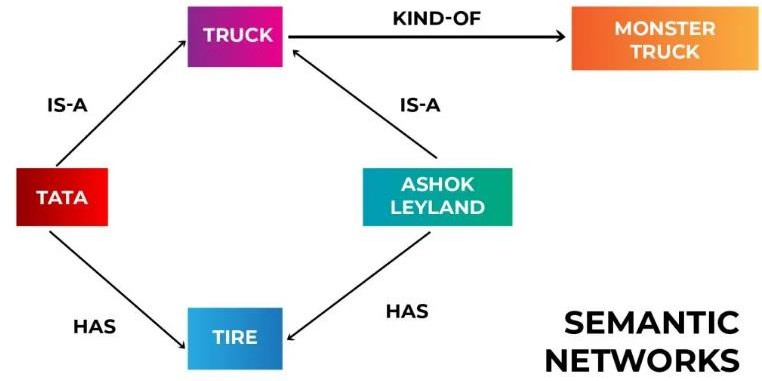 TRUCK
KIND-OF
MONSTER
TRUCK
IS-A
IS-A
TATA
ASHOK
LEYLAND
HAS
HAS
TIRE
SEMANTIC
NETWORKS